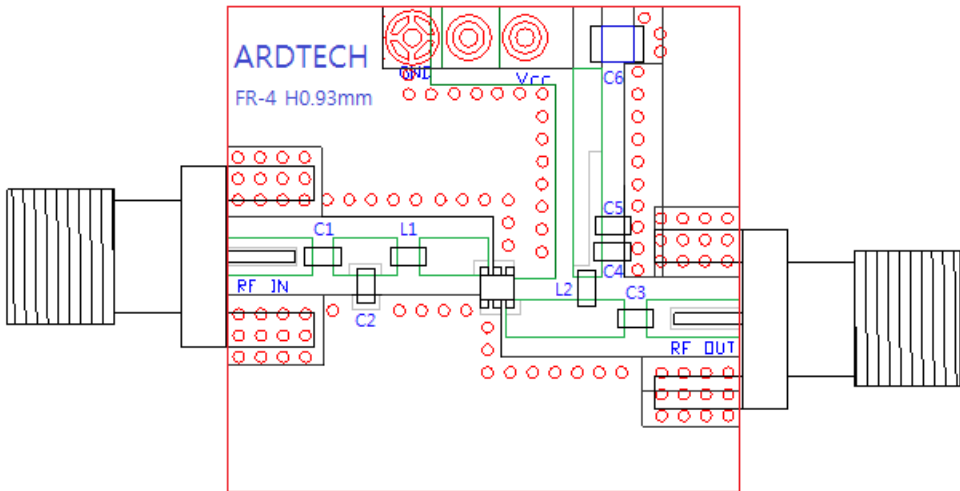 ARDTECH
GND
Vcc
C6
FR-4 H0.93mm
C5
C1
L1
C4
RF IN
L2
C3
C2
RF OUT